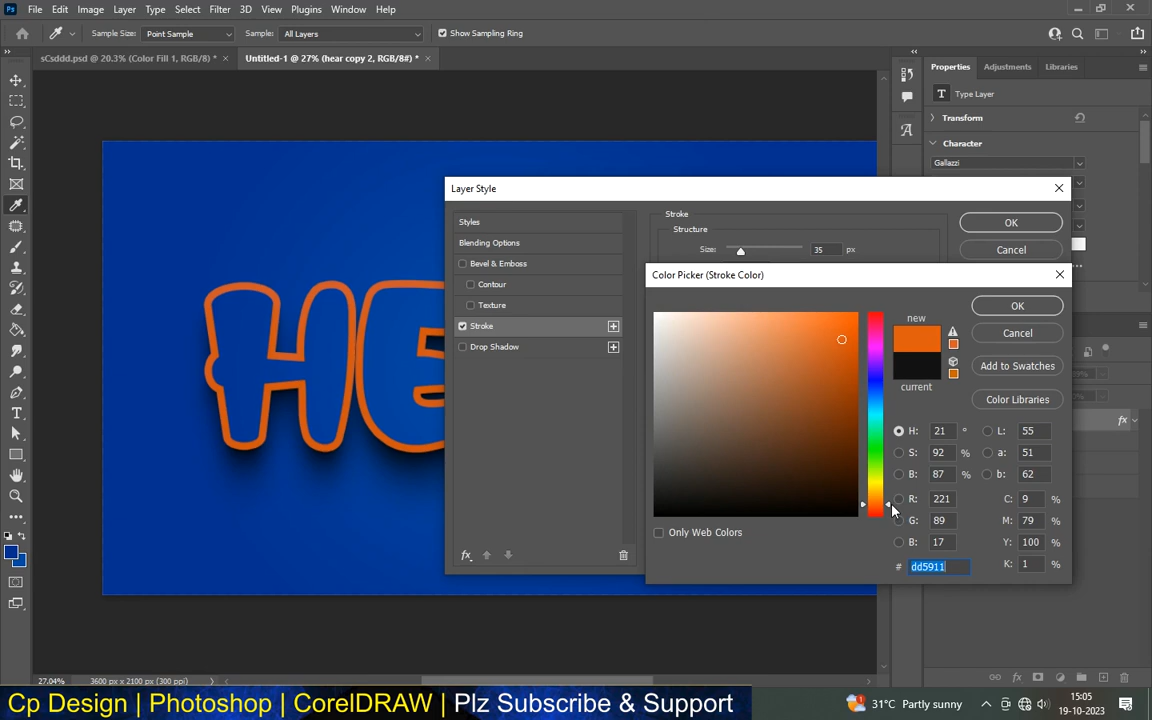 Ps File Edit Image Layer Type Select Filter 3D View Plugins Window Help
Sample Size: Point Sample Sample: All Layers Show Sampling Ring
sCsddd.psd @ 20.3% (Color Fill 1, RGB/8) * × Untitled-1 @ 27% (hear copy 2, RGB/8#) * ×
Properties Adjustments Libraries
T Type Layer
Transform
Character
Gallazzi
HE
Layer Style
Styles
Blending Options
Bevel & Emboss
Contour
Texture
Stroke
Drop Shadow
fx
Stroke
Structure
Size: 35 px
OK
Cancel
Color Picker (Stroke Color)
new
current
OK
Cancel
Add to Swatches
Color Libraries
H: 21 ° L: 55
S: 92 % a: 51
B: 87 % b: 62
R: 221 C: 9 %
G: 89 M: 79 %
B: 17 Y: 100 %
# dd5911 K: 1 %
Only Web Colors
fx
27.04% 3600 px x 2100 px (300 ppi)
fx
Cp Design | Photoshop | CorelDRAW | Plz Subscribe & Support
31°C Partly sunny
15:05
19-10-2023